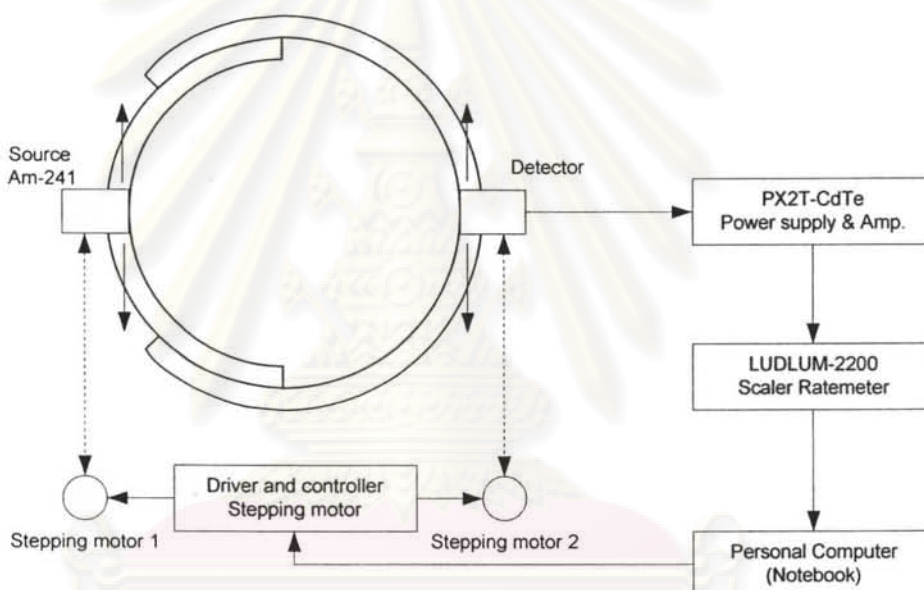 Source
Am-241
Detector
PX2T-CdTe
Power supply & Amp.
LUDLUM-2200
Scaler Ratemeter
Driver and controller
Stepping motor
Stepping motor 1
Stepping motor 2
Personal Computer
(Notebook)